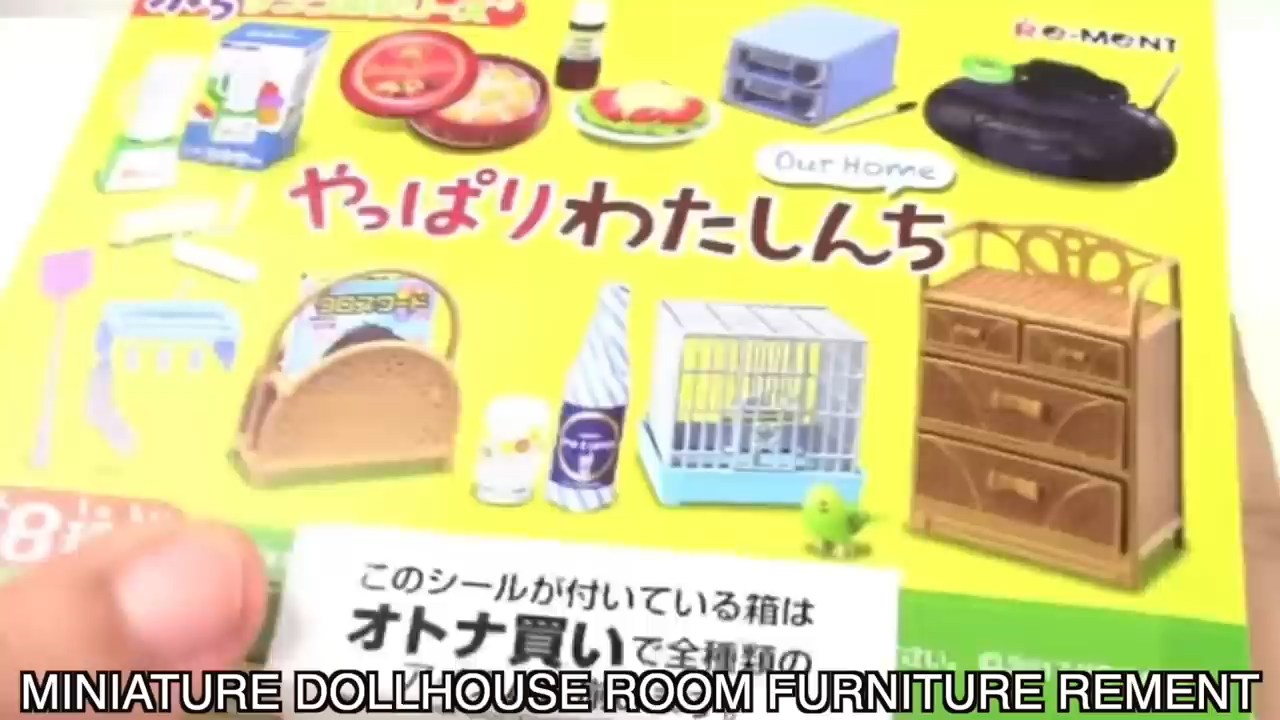 RE-MENT
Our Home
やっぱりわたしんち
クロスワード
このシールが付いている箱は
オトナ買いで全種類の
MINIATURE DOLLHOUSE ROOM FURNITURE REMENT